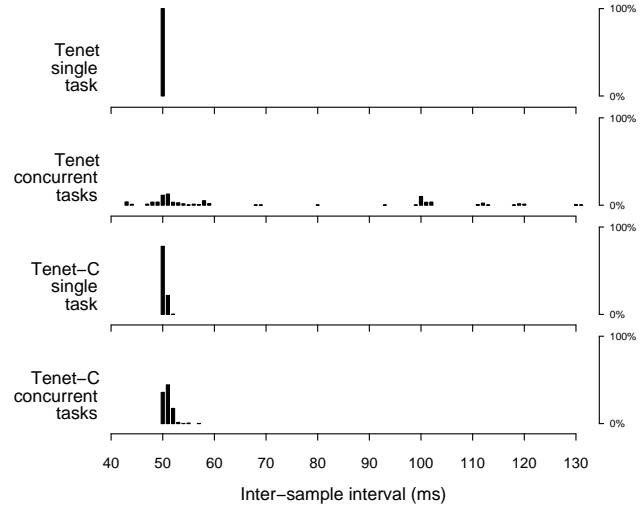 100%
Tenet
single
task
0%
100%
Tenet
concurrent
tasks
0%
100%
Tenet−C
single
task
0%
100%
Tenet−C
concurrent
tasks
0%
40 50 60 70 80 90 100 110 120 130
Inter−sample interval (ms)